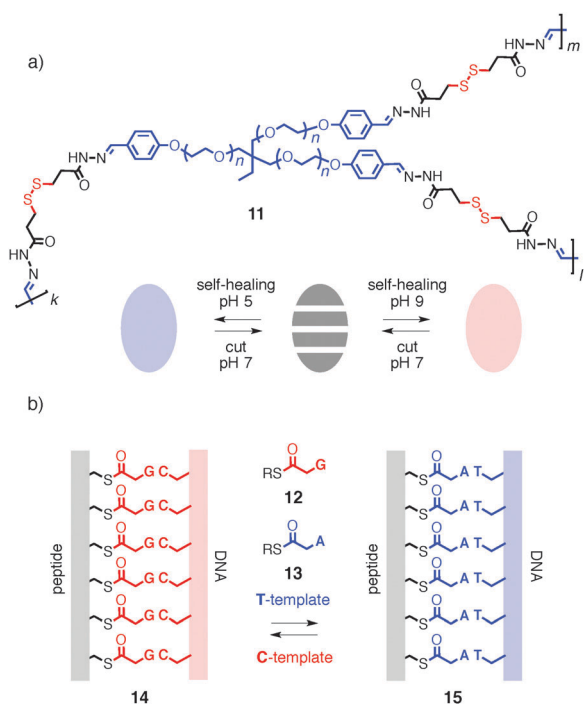 a)
HN N m
O
S S
O
N NH
O O n O
HN N
O O n O O n O N NH
O
S S
11
O
HN
N
k
S S
O
HN N
l
self-healing
pH 5
cut
pH 7
self-healing
pH 9
cut
pH 7
b)
peptide
O
S G C
O
S G C
O
S G C
O
S G C
O
S G C
O
S G C
DNA
14
O
RS G
12
O
RS A
13
T-template
C-template
peptide
O
S A T
O
S A T
O
S A T
O
S A T
O
S A T
O
S A T
DNA
15